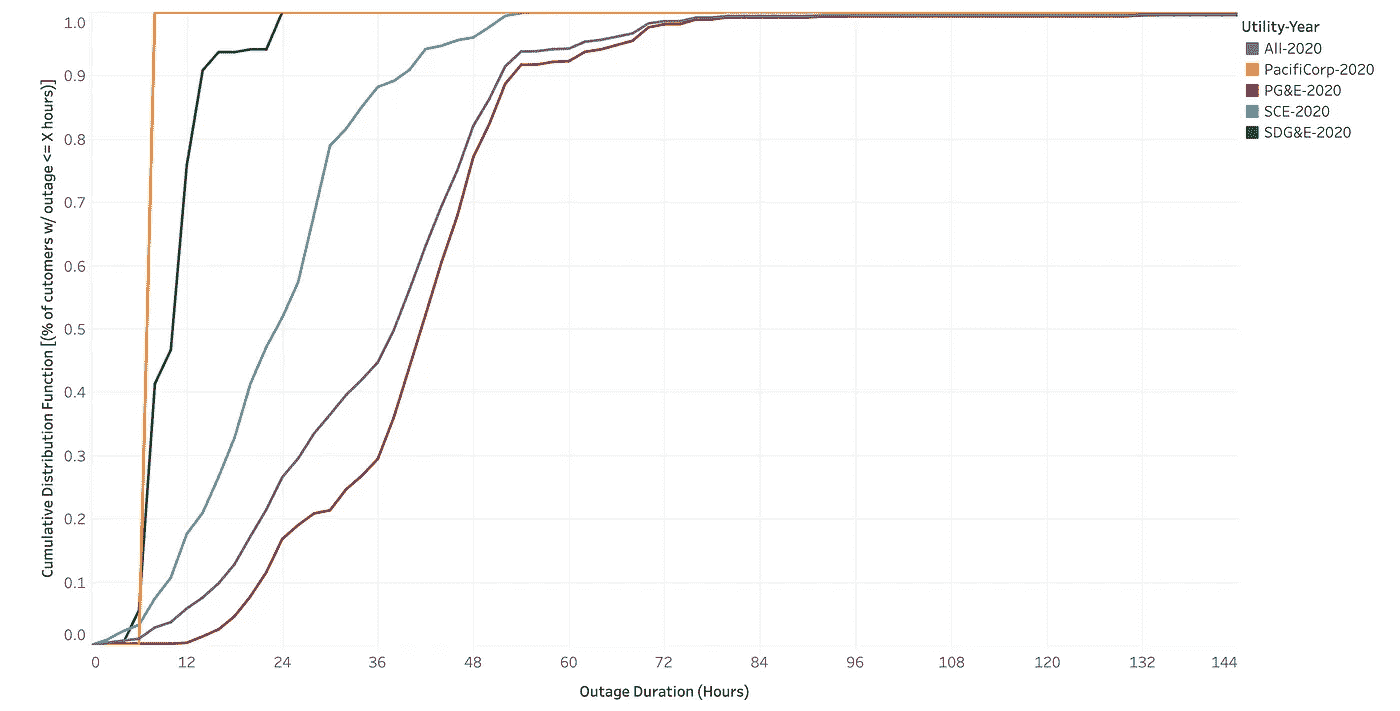 Cumulative Distribution Function [(% of cutomers w/ outage <= X hours)]
1.0
0.9
0.8
0.7
0.6
0.5
0.4
0.3
0.2
0.1
0.0
0 12 24 36 48 60 72 84 96 108 120 132 144
Outage Duration (Hours)
Utility-Year
All-2020
PacifiCorp-2020
PG&E-2020
SCE-2020
SDG&E-2020